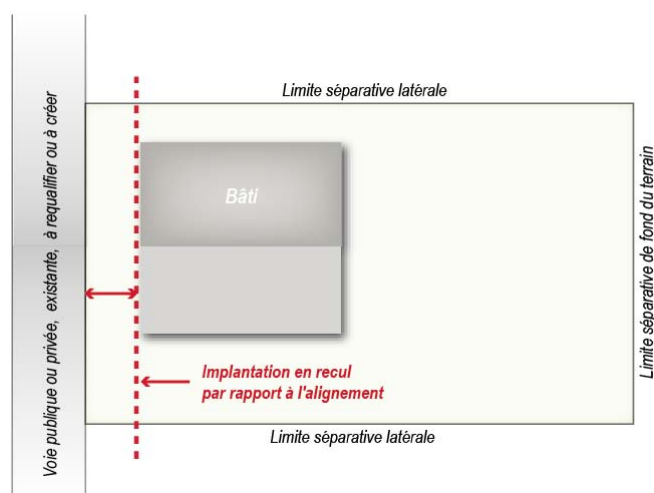 Limite séparative latérale
Voie publique ou privée, existante, à requalifier ou à créer
Bâti
Limite séparative de fond du terrain
Implantation en recul
par rapport à l'alignement
Limite séparative latérale